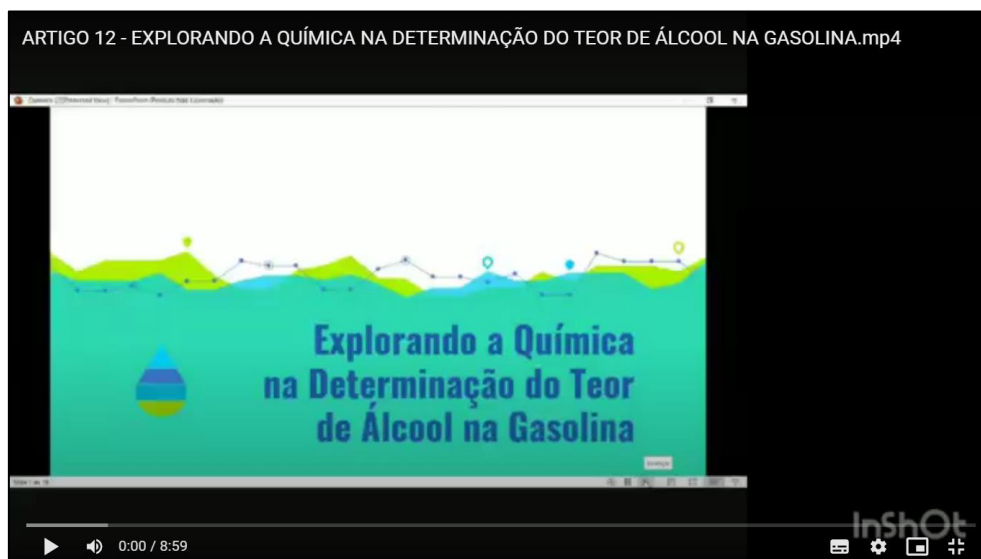 ARTIGO 12 - EXPLORANDO A QUÍMICA NA DETERMINAÇÃO DO TEOR DE ÁLCOOL NA GASOLINA.mp4
Explorando a Química
na Determinação do Teor
de Álcool na Gasolina
InShOt
0:00 / 8:59